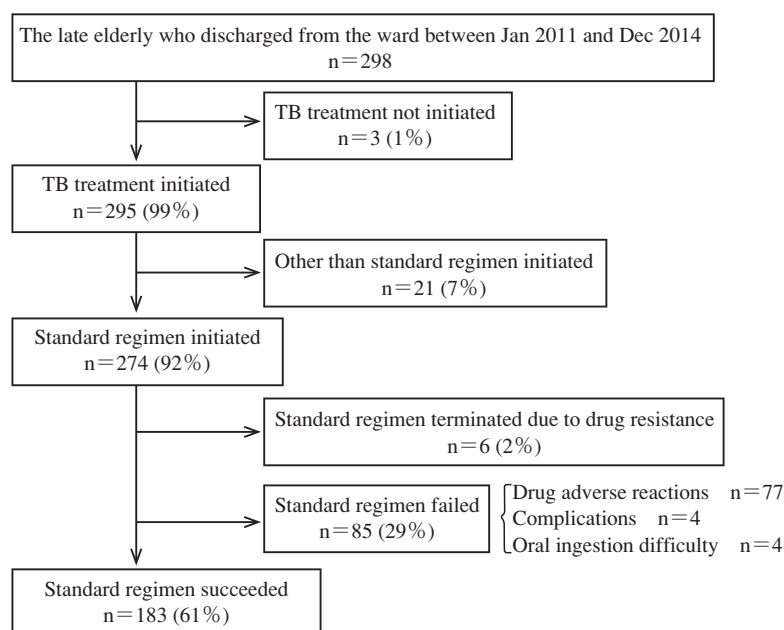 The late elderly who discharged from the ward between Jan 2011 and Dec 2014
n=298
TB treatment not initiated
n=3 (1%)
TB treatment initiated
n=295 (99%)
Other than standard regimen initiated
n=21 (7%)
Standard regimen initiated
n=274 (92%)
Standard regimen terminated due to drug resistance
n=6 (2%)
Standard regimen failed
n=85 (29%)
Drug adverse reactions n=77
Complications n=4
Oral ingestion difficulty n=4
Standard regimen succeeded
n=183 (61%)